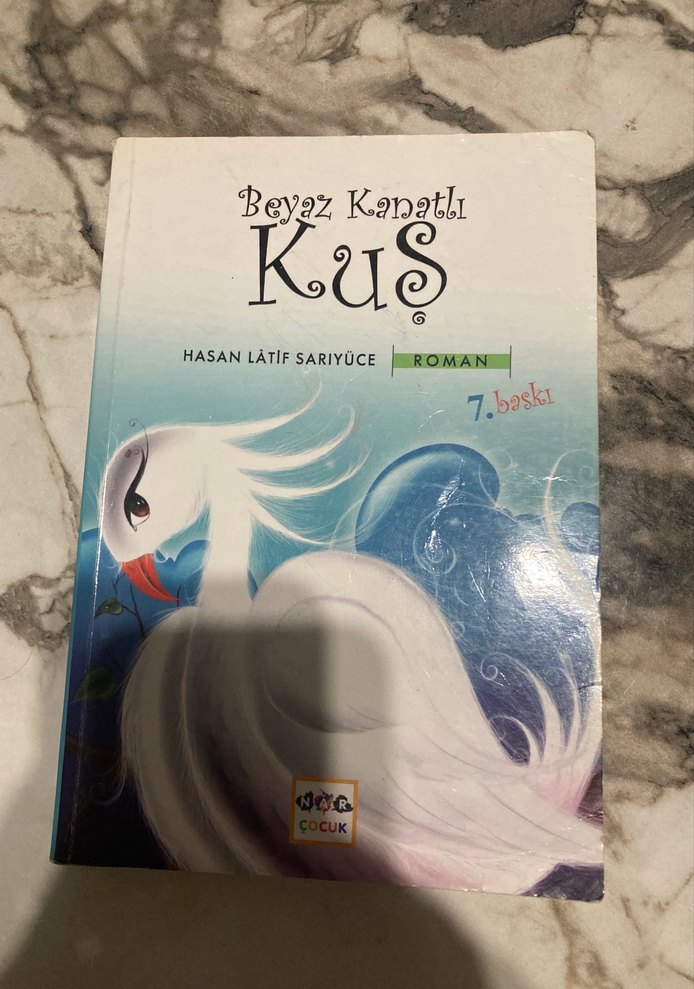 Beyaz Kanatlı
Kuş
HASAN LÂTİF SARIYÜCE ROMAN
7. baskı
NAR
ÇOCUK